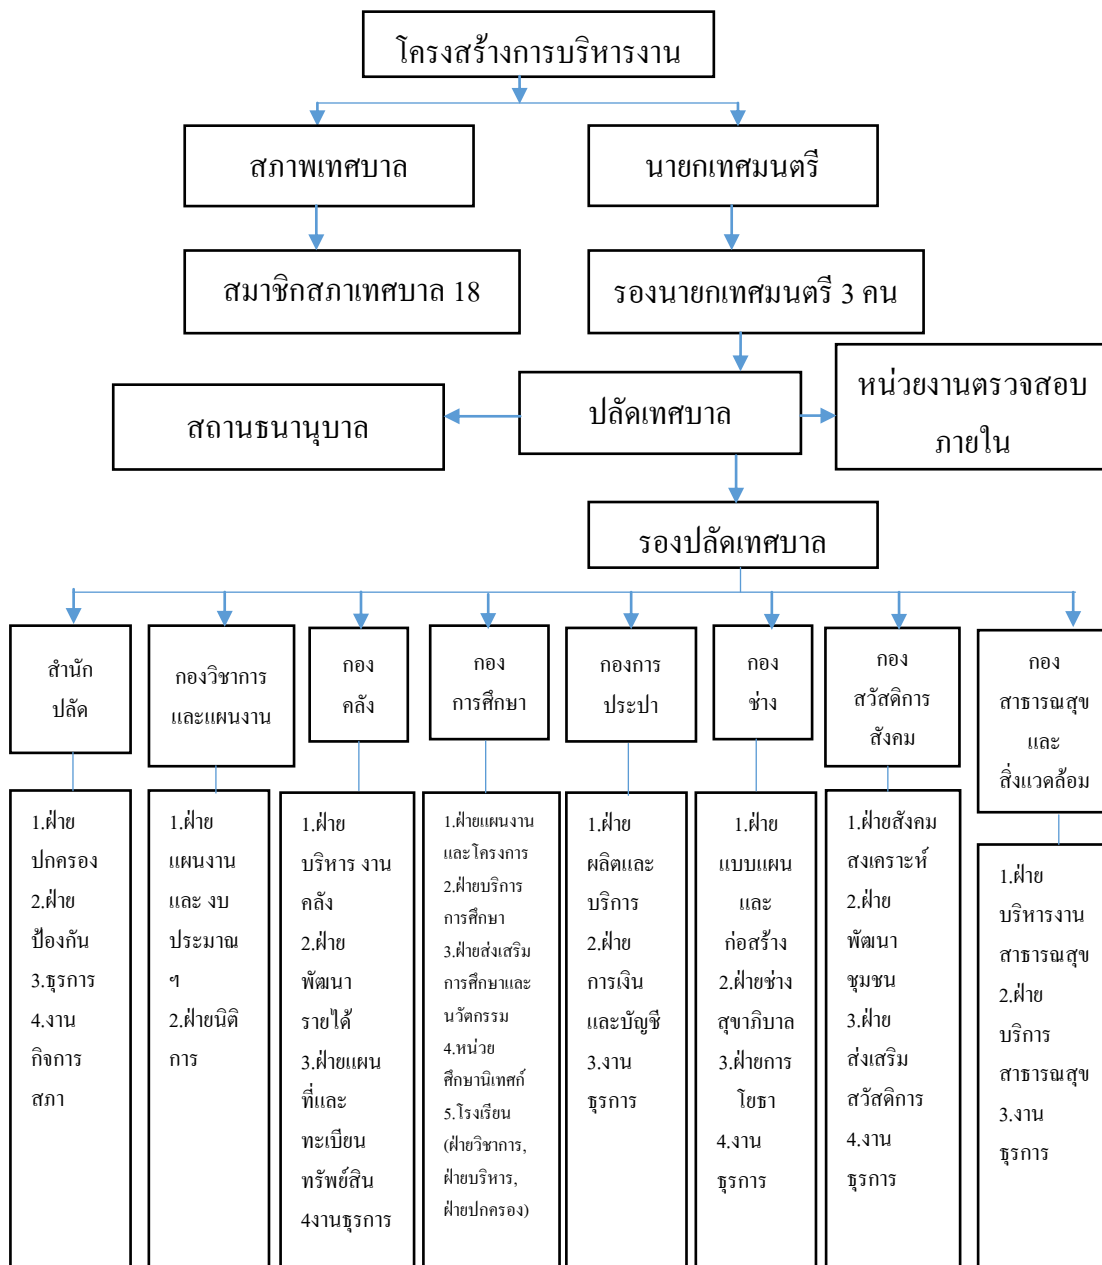 โครงสร้างการบริหารงาน
สภาพเทศบาล
นายกเทศมนตรี
สมาชิกสภาเทศบาล 18
รองนายกเทศมนตรี 3 คน
สถานธนานุบาล
ปลัดเทศบาล
หน่วยงานตรวจสอบ
ภายใน
รองปลัดเทศบาล
สำนัก
ปลัด
กองวิชาการ
และแผนงาน
กอง
คลัง
กอง
การศึกษา
กองการ
ประปา
กอง
ช่าง
กอง
สวัสดิการ
สังคม
กอง
สาธารณสุข
และ
สิ่งแวดล้อม
1.ฝ่าย
ปกครอง
2.ฝ่าย
ป้องกัน
3.ธุรการ
4.งาน
กิจการ
สภา
1.ฝ่าย
แผนงาน
และ งบ
ประมาณ
ฯ
2.ฝ่ายนิติ
การ
1.ฝ่าย
บริหาร งาน
คลัง
2.ฝ่าย
พัฒนา
รายได้
3.ฝ่ายแผน
ที่และ
ทะเบียน
ทรัพย์สิน
4งานธุรการ
1.ฝ่ายแผนงาน
และโครงการ
2.ฝ่ายบริการ
การศึกษา
3.ฝ่ายส่งเสริม
การศึกษาและ
นวัตกรรม
4.หน่วย
ศึกษานิเทศก์
5.โรงเรียน
(ฝ่ายวิชาการ,
ฝ่ายบริหาร,
ฝ่ายปกครอง)
1.ฝ่าย
ผลิตและ
บริการ
2.ฝ่าย
การเงิน
และบัญชี
3.งาน
ธุรการ
1.ฝ่าย
แบบแผน
และ
ก่อสร้าง
2.ฝ่ายช่าง
สุขาภิบาล
3.ฝ่ายการ
โยธา
4.งาน
ธุรการ
1.ฝ่ายสังคม
สงเคราะห์
2.ฝ่าย
พัฒนา
ชุมชน
3.ฝ่าย
ส่งเสริม
สวัสดิการ
4.งาน
ธุรการ
1.ฝ่าย
บริหารงาน
สาธารณสุข
2.ฝ่าย
บริการ
สาธารณสุข
3.งาน
ธุรการ